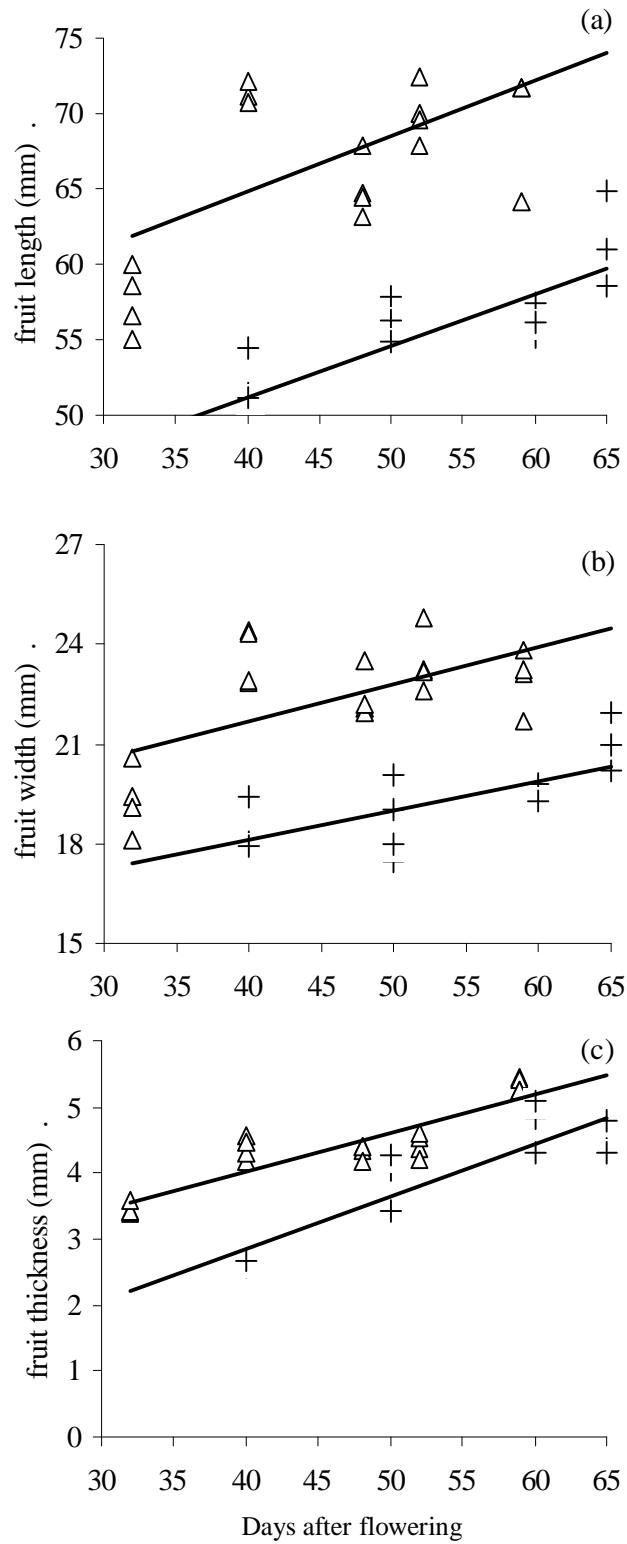 (a)
75
70
65
60
55
50
fruit length (mm) .
30 35 40 45 50 55 60 65
(b)
27
24
21
18
15
fruit width (mm) .
30 35 40 45 50 55 60 65
(c)
6
5
4
3
2
1
0
fruit thickness (mm) .
30 35 40 45 50 55 60 65
Days after flowering